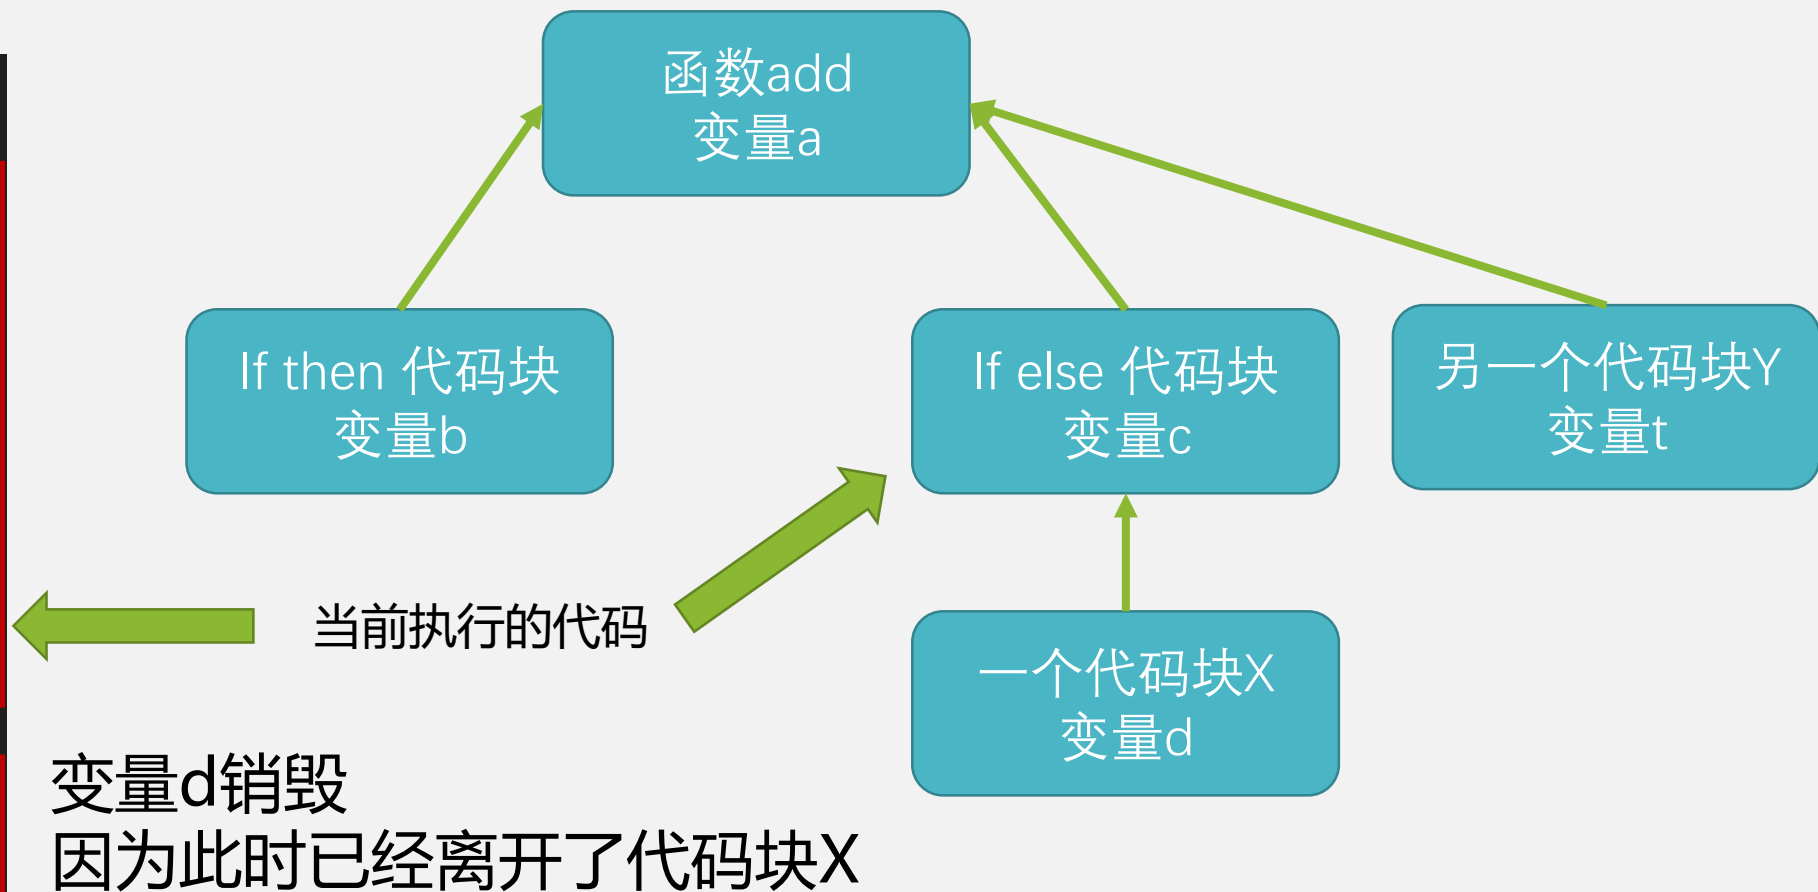 函数add
变量a
If then 代码块
变量b
If else 代码块
变量c
另一个代码块Y
变量t
当前执行的代码
一个代码块X
变量d
变量d销毁
因为此时已经离开了代码块X